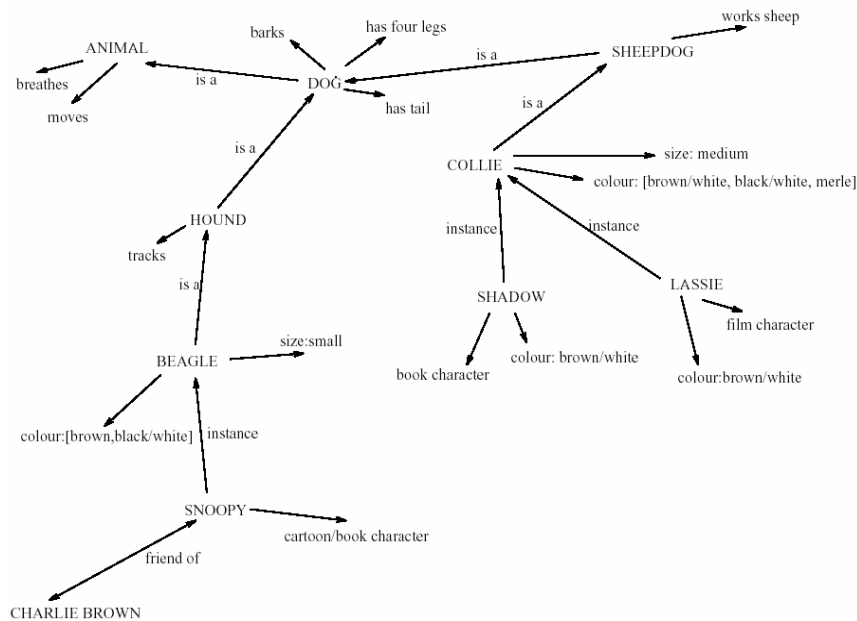 works sheep
has four legs
barks
ANIMAL
is a
SHEEPDOG
is a
breathes
DOG
moves
has tail
is a
is a
size: medium
COLLIE
colour: [brown/white, black/white, merle]
HOUND
instance
instance
tracks
is a
LASSIE
SHADOW
film character
size:small
BEAGLE
colour: brown/white
book character
colour:brown/white
colour:[brown,black/white]
instance
SNOOPY
cartoon/book character
friend of
CHARLIE BROWN